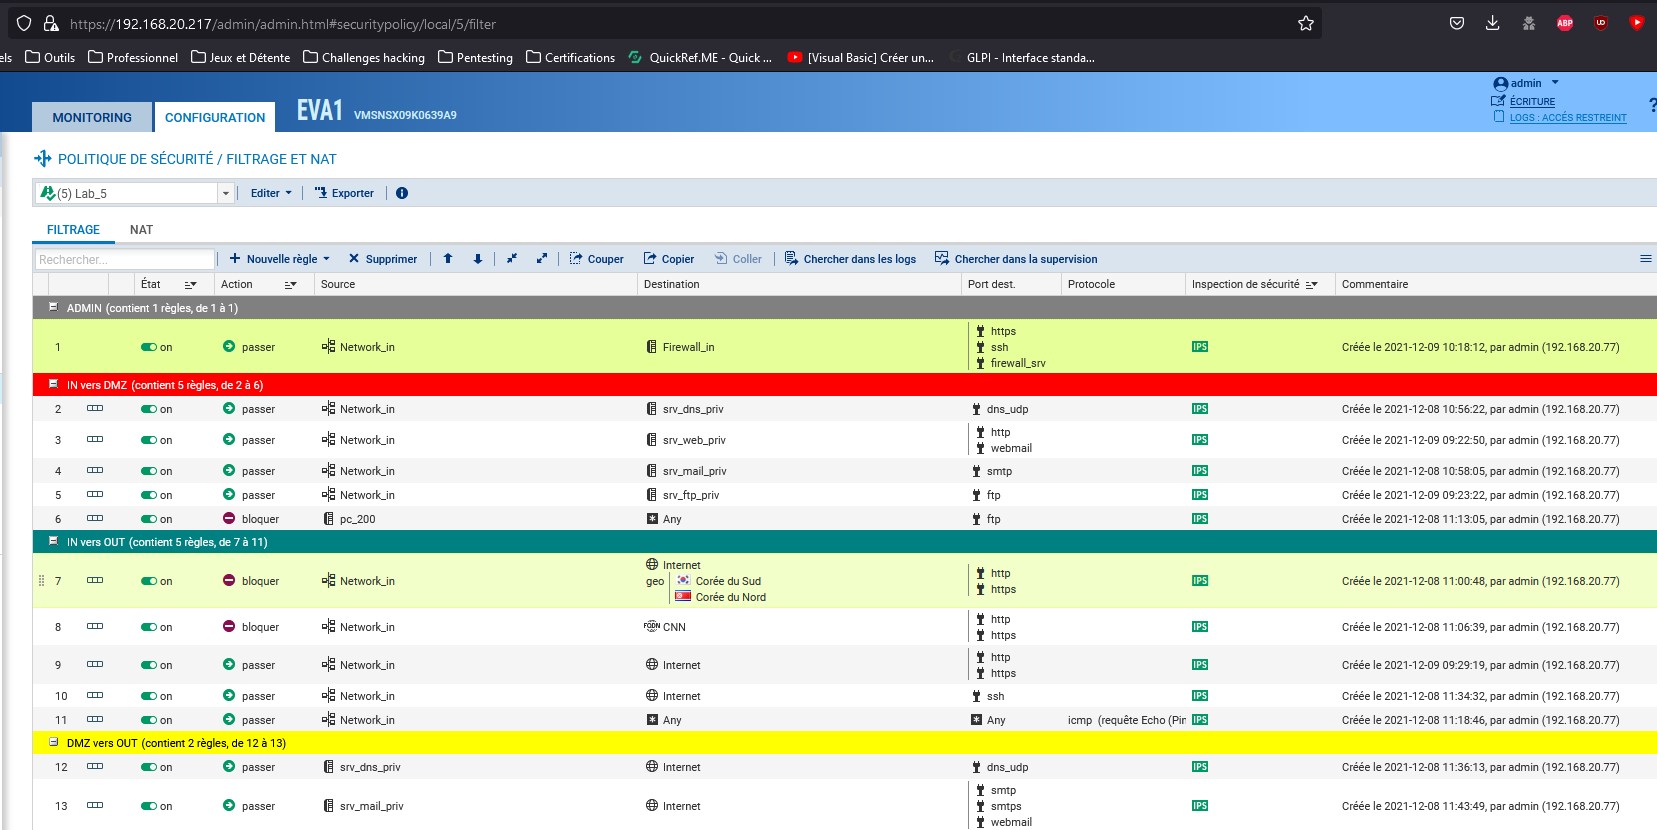 https://192.168.20.217/admin/admin.html#securitypolicy/local/5/filter
ABP
els Outils Professionnel Jeux et Détente Challenges hacking Pentesting Certifications QuickRef.ME - Quick ... [Visual Basic] Créer un... GLPI - Interface standa...
MONITORING CONFIGURATION EVA1 VMSNSX09K0639A9
admin
ÉCRITURE
LOGS : ACCÉS RESTREINT
?
POLITIQUE DE SÉCURITÉ / FILTRAGE ET NAT
(5) Lab_5 Editer Exporter
FILTRAGE NAT
Rechercher... Nouvelle règle Supprimer Couper Copier Coller Chercher dans les logs Chercher dans la supervision
État Action Source Destination Port dest. Protocole Inspection de sécurité Commentaire
ADMIN (contient 1 règles, de 1 à 1)
1 on passer Network_in Firewall_in https ssh firewall_srv IPS Créée le 2021-12-09 10:18:12, par admin (192.168.20.77)
IN vers DMZ (contient 5 règles, de 2 à 6)
2 on passer Network_in srv_dns_priv dns_udp IPS Créée le 2021-12-08 10:56:22, par admin (192.168.20.77)
3 on passer Network_in srv_web_priv http webmail IPS Créée le 2021-12-09 09:22:50, par admin (192.168.20.77)
4 on passer Network_in srv_mail_priv smtp IPS Créée le 2021-12-08 10:58:05, par admin (192.168.20.77)
5 on passer Network_in srv_ftp_priv ftp IPS Créée le 2021-12-09 09:23:22, par admin (192.168.20.77)
6 on bloquer pc_200 Any ftp IPS Créée le 2021-12-08 11:13:05, par admin (192.168.20.77)
IN vers OUT (contient 5 règles, de 7 à 11)
7 on bloquer Network_in Internet geo Corée du Sud Corée du Nord http https IPS Créée le 2021-12-08 11:00:48, par admin (192.168.20.77)
8 on bloquer Network_in FQDN CNN http https IPS Créée le 2021-12-08 11:06:39, par admin (192.168.20.77)
9 on passer Network_in Internet http https IPS Créée le 2021-12-09 09:29:19, par admin (192.168.20.77)
10 on passer Network_in Internet ssh IPS Créée le 2021-12-08 11:34:32, par admin (192.168.20.77)
11 on passer Network_in Any Any icmp (requête Echo (Pin IPS Créée le 2021-12-08 11:18:46, par admin (192.168.20.77)
DMZ vers OUT (contient 2 règles, de 12 à 13)
12 on passer srv_dns_priv Internet dns_udp IPS Créée le 2021-12-08 11:36:13, par admin (192.168.20.77)
13 on passer srv_mail_priv Internet smtp smtps webmail IPS Créée le 2021-12-08 11:43:49, par admin (192.168.20.77)